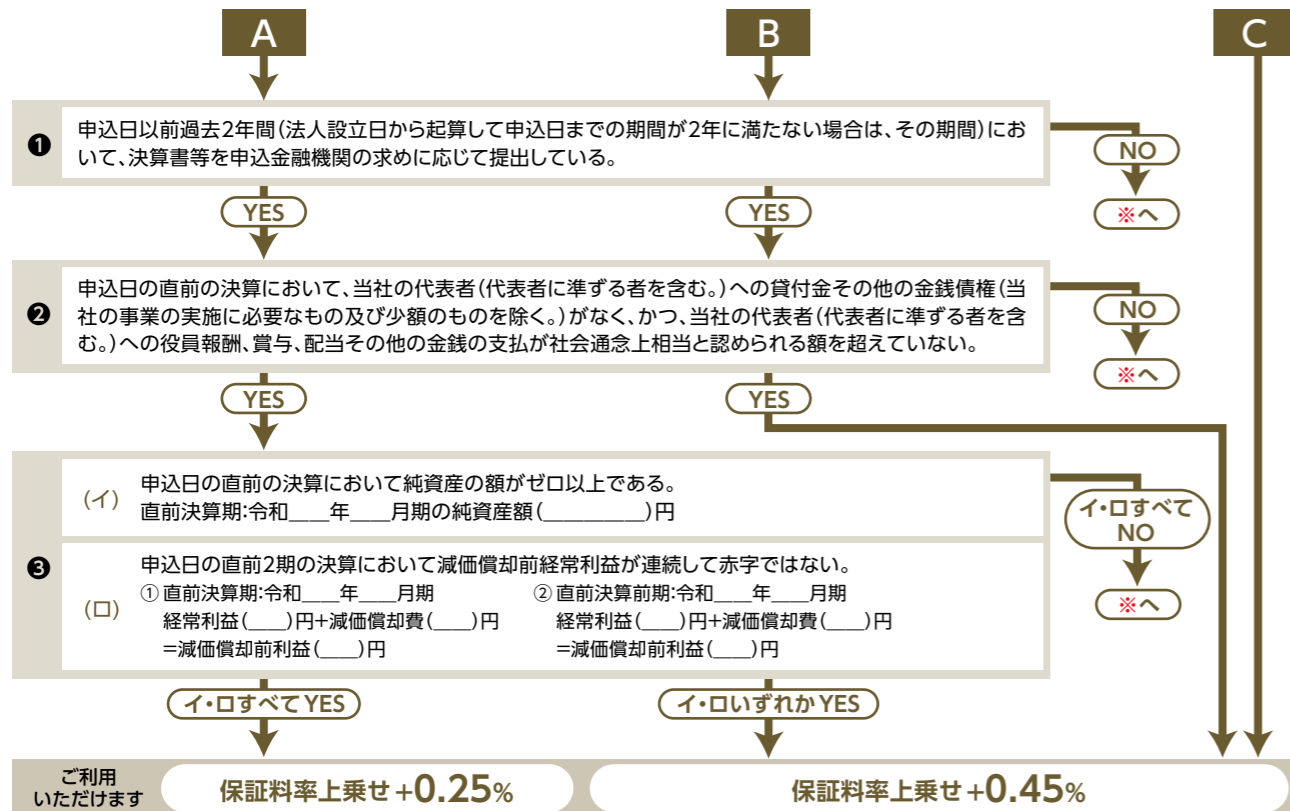 A
B
C
❶
申込日以前過去2年間(法人設立日から起算して申込日までの期間が2年に満たない場合は、その期間)にお
いて、決算書等を申込金融機関の求めに応じて提出している。
NO
※へ
YES
YES
❷
申込日の直前の決算において、当社の代表者(代表者に準ずる者を含む。)への貸付金その他の金銭債権(当
社の事業の実施に必要なもの及び少額のものを除く。)がなく、かつ、当社の代表者(代表者に準ずる者を含
む。)への役員報酬、賞与、配当その他の金銭の支払が社会通念上相当と認められる額を超えていない。
NO
※へ
YES
YES
❸
(イ)
申込日の直前の決算において純資産の額がゼロ以上である。
直前決算期:令和___年___月期の純資産額(_________)円
イ・ロすべて
NO
※へ
(ロ)
申込日の直前2期の決算において減価償却前経常利益が連続して赤字ではない。
① 直前決算期:令和___年___月期
経常利益(___)円+減価償却費(___)円
=減価償却前利益(___)円
② 直前決算前期:令和___年___月期
経常利益(___)円+減価償却費(___)円
=減価償却前利益(___)円
イ・ロすべて YES
イ・ロいずれか YES
ご利用
いただけます
保証料率上乗せ+0.25%
保証料率上乗せ+0.45%